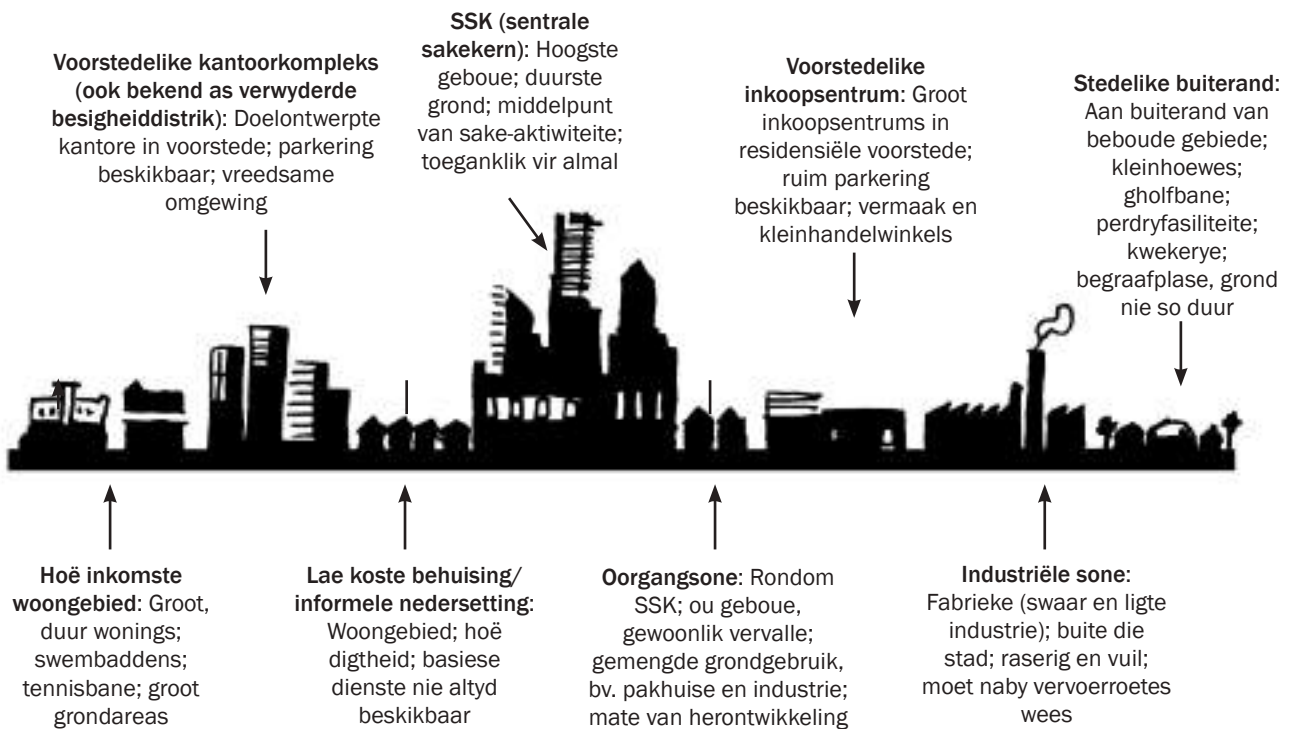 Voorstedelike kantoorkompleks
(ook bekend as verwyderde
besigheiddistrik): Doelontwerpte
kantore in voorstede; parkering
beskikbaar; vreedsame
omgewing
SSK (sentrale
sakekern): Hoogste
geboue; duurste
grond; middelpunt
van sake-aktiwiteite;
toeganklik vir almal
Voorstedelike
inkoopsentrum: Groot
inkoopsentrums in
residensiële voorstede;
ruim parkering
beskikbaar; vermaak en
kleinhandelwinkels
Stedelike buiterand:
Aan buiterand van
beboude gebiede;
kleinhoewes;
gholfbane;
perdryfasiliteite;
kwekerye;
begraafplase, grond
nie so duur
Hoë inkomste
woongebied: Groot,
duur wonings;
swembaddens;
tennisbane; groot
grondareas
Lae koste behuising/
informele nedersetting:
Woongebied; hoë
digtheid; basiese
dienste nie altyd
beskikbaar
Oorgangsone: Rondom
SSK; ou geboue,
gewoonlik vervalle;
gemengde grondgebruik,
bv. pakhuise en industrie;
mate van herontwikkeling
Industriële sone:
Fabrieke (swaar en ligte
industrie); buite die
stad; raserig en vuil;
moet naby vervoerroetes
wees